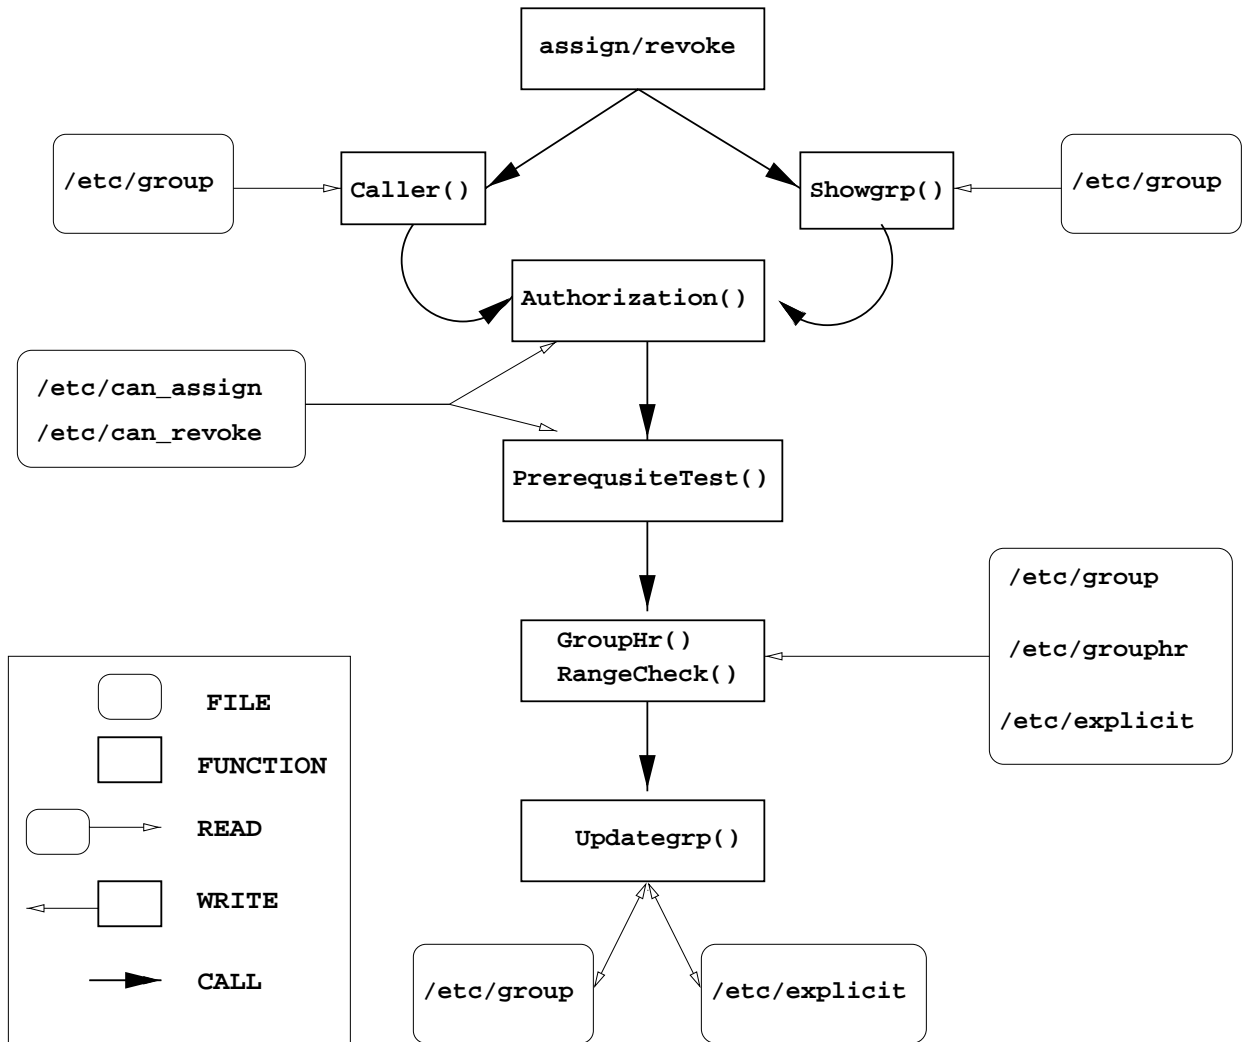 assign/revoke
/etc/group
Caller()
Showgrp()
/etc/group
Authorization()
/etc/can_assign
/etc/can_revoke
PrerequsiteTest()
/etc/group
/etc/grouphr
/etc/explicit
GroupHr()
RangeCheck()
Updategrp()
/etc/group
/etc/explicit
FILE
FUNCTION
READ
WRITE
CALL